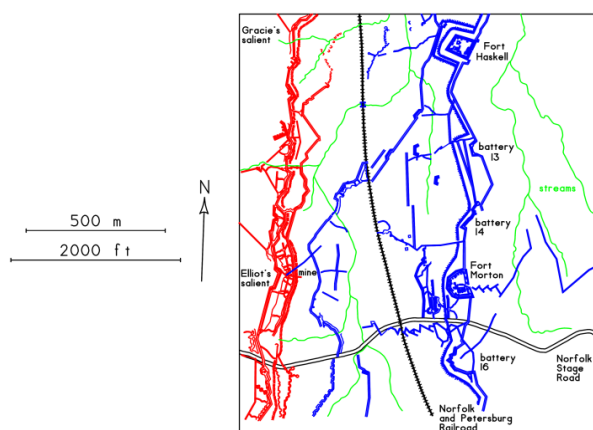 Gracie's
salient
Fort
Haskell
battery
13
N
streams
500 m
battery
14
2000 ft
Elliot's
salient
mine
Fort
Morton
battery
16
Norfolk
Stage
Road
Norfolk
and Petersburg
Railroad